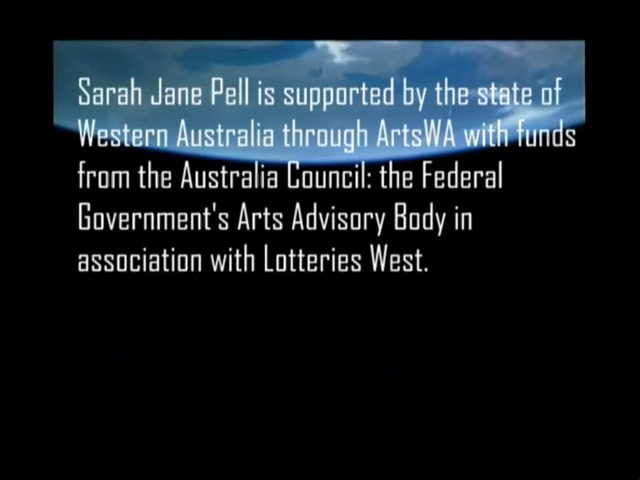 Sarah Jane Pell is supported by the state of
Western Australia through ArtsWA with funds
from the Australia Council: the Federal
Government's Arts Advisory Body in
association with Lotteries West.